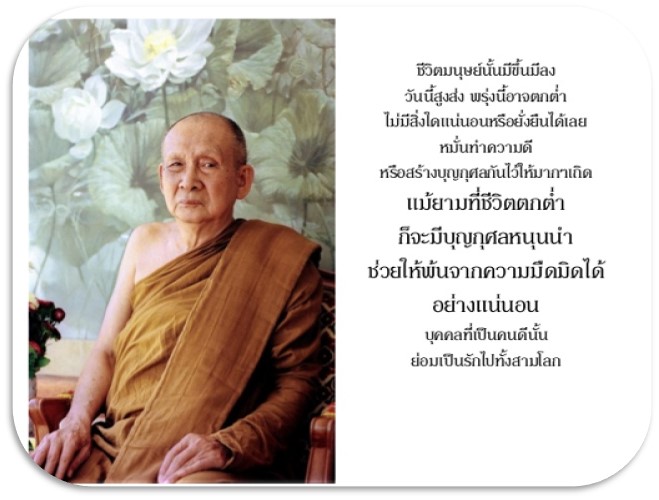 ชีวิตมนุษย์นั้นมีขึ้นมีลง
วันนี้สูงส่ง พรุ่งนี้อาจตกต่ำ
ไม่มีสิ่งใดแน่นอนหรือยั่งยืนได้เลย
หมั่นทำความดี
หรือสร้างบุญกุศลกันไว้ให้มากาเถิด
แม้ยามที่ชีวิตตกต่ำ
ก็จะมีบุญกุศลหนุนนำ
ช่วยให้พ้นจากความมืดมิดได้
อย่างแน่นอน
บุคคลที่เป็นคนดีนั้น
ย่อมเป็นรักไปทั้งสามโลก